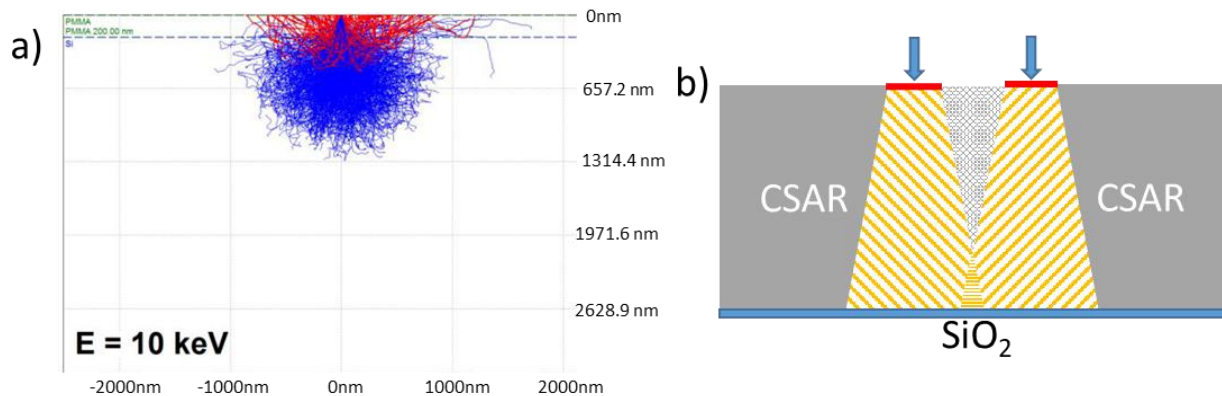 a)
PMMA
PMMA 200.00 nm
Si
0nm
657.2 nm
1314.4 nm
1971.6 nm
2628.9 nm
E = 10 keV
-2000nm
-1000nm
0nm
1000nm
2000nm
b)
CSAR
CSAR
SiO₂